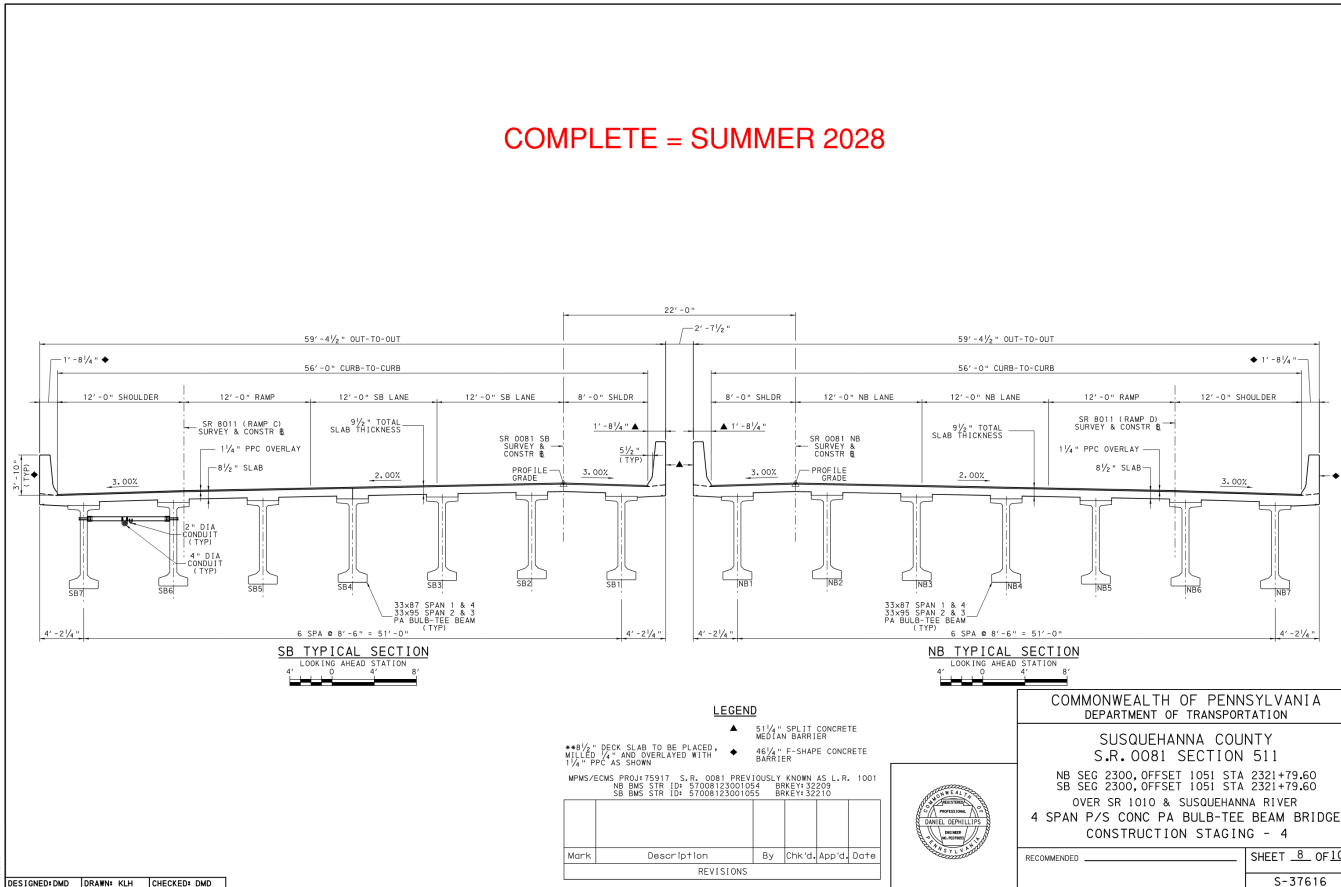 COMPLETE = SUMMER 2028
22'-0"
2'-7½"
59'-4½" OUT-TO-OUT
59'-4½" OUT-TO-OUT
1'-8¼" ◆
◆ 1'-8¼"
56'-0" CURB-TO-CURB
56'-0" CURB-TO-CURB
12'-0" SHOULDER
12'-0" RAMP
12'-0" SB LANE
12'-0" SB LANE
8'-0" SHLDR
8'-0" SHLDR
12'-0" NB LANE
12'-0" NB LANE
12'-0" RAMP
12'-0" SHOULDER
SR 8011 (RAMP C)
SURVEY & CONSTR ℄
1¼" PPC OVERLAY
8½" SLAB
9½" TOTAL
SLAB THICKNESS
SR 0081 SB
SURVEY &
CONSTR ℄
PROFILE
GRADE
1'-8¼" ▲
5½"
(TYP)
▲
▲ 1'-8¼"
SR 0081 NB
SURVEY &
CONSTR ℄
PROFILE
GRADE
9½" TOTAL
SLAB THICKNESS
SR 8011 (RAMP D)
SURVEY & CONSTR ℄
1¼" PPC OVERLAY
8½" SLAB
3'-10"
(TYP)
◆
3.00%
2.00%
3.00%
3.00%
2.00%
3.00%
◆
2" DIA
CONDUIT
(TYP)
4" DIA
CONDUIT
(TYP)
SB7
SB6
SB5
SB4
SB3
SB2
SB1
NB1
NB2
NB3
NB4
NB5
NB6
NB7
33x87 SPAN 1 & 4
33x95 SPAN 2 & 3
PA BULB-TEE BEAM
(TYP)
33x87 SPAN 1 & 4
33x95 SPAN 2 & 3
PA BULB-TEE BEAM
(TYP)
4'-2¼"
6 SPA @ 8'-6" = 51'-0"
4'-2¼"
4'-2¼"
6 SPA @ 8'-6" = 51'-0"
4'-2¼"
SB TYPICAL SECTION
LOOKING AHEAD STATION
4' 0 4' 8'
NB TYPICAL SECTION
LOOKING AHEAD STATION
4' 0 4' 8'
LEGEND
▲ 51¼" SPLIT CONCRETE
MEDIAN BARRIER
◆ 46¼" F-SHAPE CONCRETE
BARRIER
**8½" DECK SLAB TO BE PLACED,
MILLED ¼" AND OVERLAYED WITH
1¼" PPC AS SHOWN
MPMS/ECMS PROJ: 75917 S.R. 0081 PREVIOUSLY KNOWN AS L.R. 1001
NB BMS STR ID: 57008123001054 BRKEY: 32209
SB BMS STR ID: 57008123001055 BRKEY: 32210
Mark Description By Chk'd. App'd. Date
REVISIONS
COMMONWEALTH OF
REGISTERED
PROFESSIONAL
DANIEL DEPHILLIPS
ENGINEER
PENNSYLVANIA
COMMONWEALTH OF PENNSYLVANIA
DEPARTMENT OF TRANSPORTATION
SUSQUEHANNA COUNTY
S.R. 0081 SECTION 511
NB SEG 2300, OFFSET 1051 STA 2321+79.60
SB SEG 2300, OFFSET 1051 STA 2321+79.60
OVER SR 1010 & SUSQUEHANNA RIVER
4 SPAN P/S CONC PA BULB-TEE BEAM BRIDGE
CONSTRUCTION STAGING - 4
RECOMMENDED
SHEET 8 OF 10
S-37616
DESIGNED: DMD DRAWN: KLH CHECKED: DMD